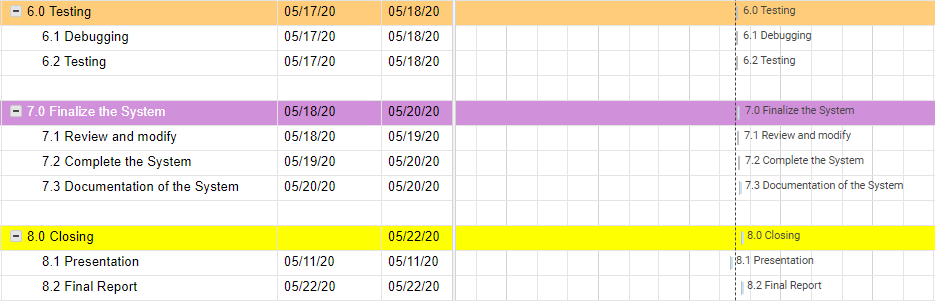 6.0 Testing 05/17/20 05/18/20 6.0 Testing
6.1 Debugging 05/17/20 05/18/20 6.1 Debugging
6.2 Testing 05/17/20 05/18/20 6.2 Testing
7.0 Finalize the System 05/18/20 05/20/20 7.0 Finalize the System
7.1 Review and modify 05/18/20 05/19/20 7.1 Review and modify
7.2 Complete the System 05/19/20 05/20/20 7.2 Complete the System
7.3 Documentation of the System 05/20/20 05/20/20 7.3 Documentation of the System
8.0 Closing 05/22/20 8.0 Closing
8.1 Presentation 05/11/20 05/11/20 8.1 Presentation
8.2 Final Report 05/22/20 05/22/20 8.2 Final Report